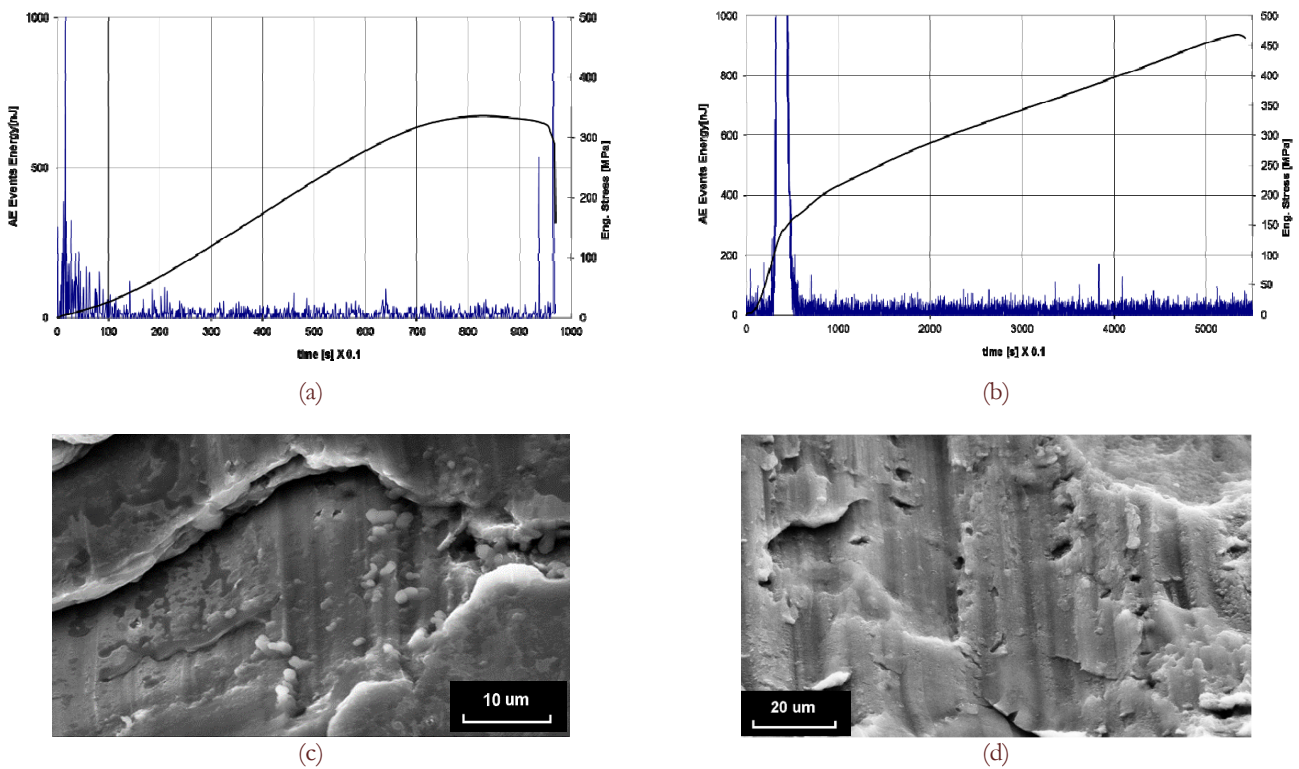 1000
500
0
AE Events Energy[nJ]
500
400
300
200
100
0
Eng. Stress [MPa]
0 100 200 300 400 500 600 700 800 900 1000
time [s] X 0.1
(a)
1000
800
600
400
200
0
AE Events Energy[nJ]
500
450
400
350
300
250
200
150
100
50
0
Eng. Stress [MPa]
0 1000 2000 3000 4000 5000
time [s] X 0.1
(b)
10 um
(c)
20 um
(d)